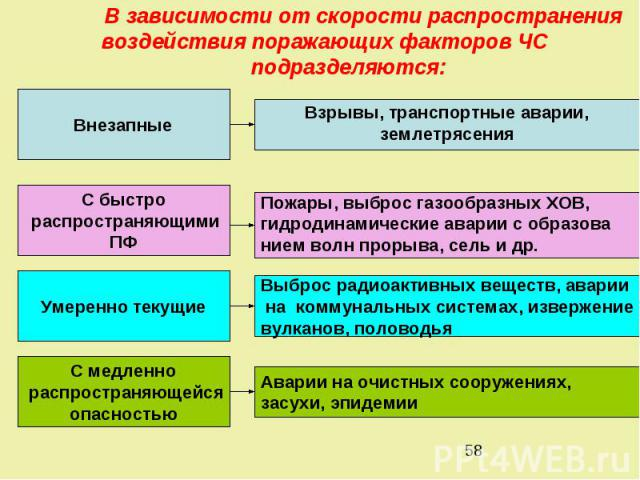 В зависимости от скорости распространения
воздействия поражающих факторов ЧС
подразделяются:
Внезапные
Взрывы, транспортные аварии,
землетрясения
С быстро
распространяющими
ПФ
Пожары, выброс газообразных ХОВ,
гидродинамические аварии с образова
нием волн прорыва, сель и др.
Умеренно текущие
Выброс радиоактивных веществ, аварии
на коммунальных системах, извержение
вулканов, половодья
С медленно
распространяющейся
опасностью
Аварии на очистных сооружениях,
засухи, эпидемии
58
PPt4WEB.ru